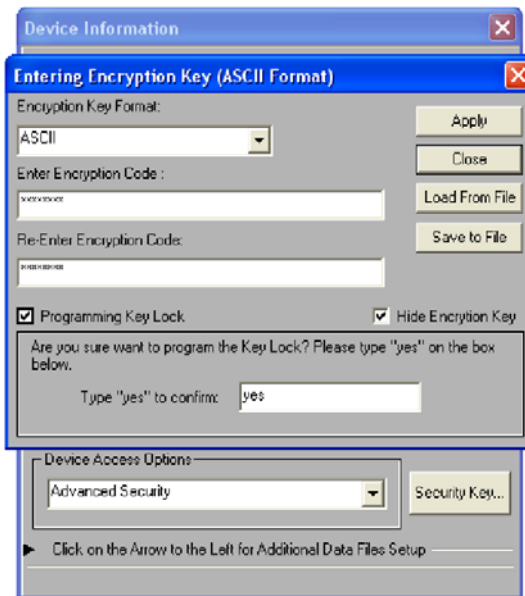 Device Information
Entering Encryption Key (ASCII Format)
Encryption Key Format:
ASCII
Apply
Close
Enter Encryption Code :
********
Load From File
Re-Enter Encryption Code:
Save to File
********
Programming Key Lock
Hide Encrytion Key
Are you sure want to program the Key Lock? Please type "yes" on the box
below.
Type "yes" to confirm:
yes
Device Access Options
Advanced Security
Security Key...
Click on the Arrow to the Left for Additional Data Files Setup